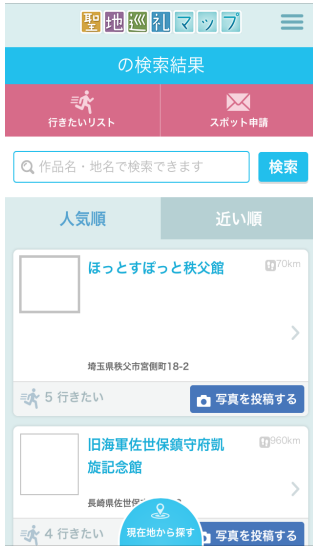 聖地巡礼マップ
の検索結果
行きたいリスト
スポット申請
作品名・地名で検索できます
検索
人気順
近い順
ほっとすぽっと秩父館
70km
埼玉県秩父市宮側町18-2
5 行きたい
写真を投稿する
旧海軍佐世保鎮守府凱
旋記念館
960km
長崎県佐世保
4 行きたい
現在地から探す
写真を投稿する